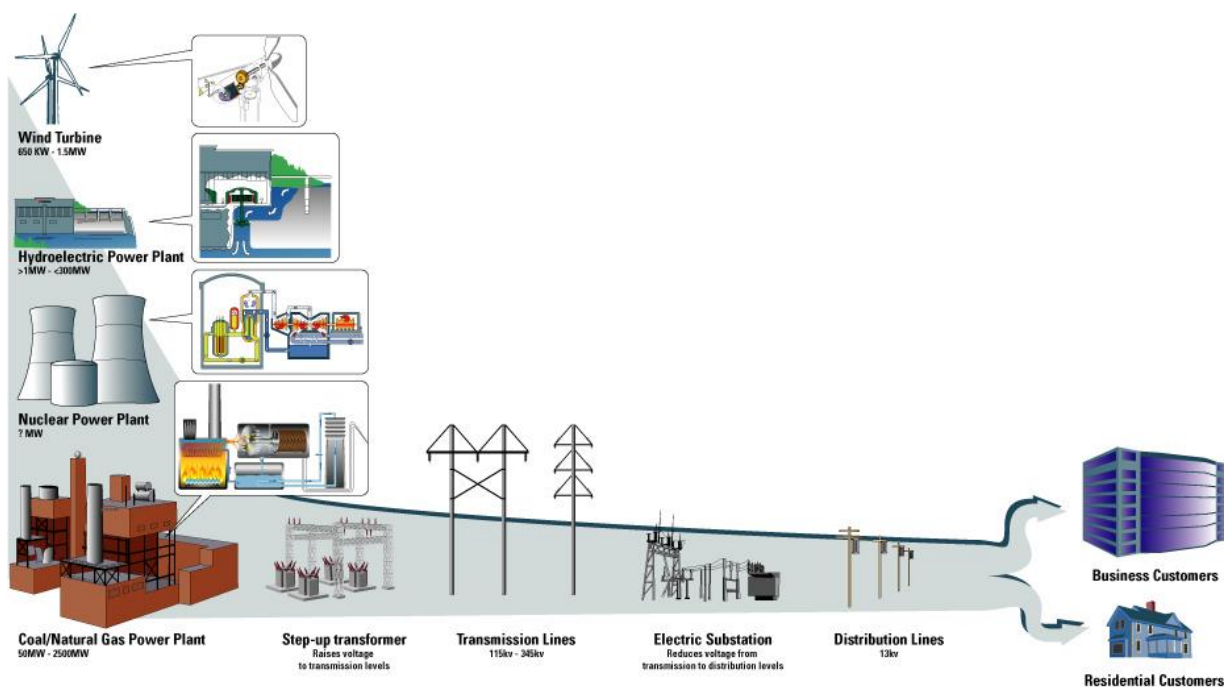 Wind Turbine
650 KW - 1.5MW
Hydroelectric Power Plant
>1MW - <300MW
Nuclear Power Plant
? MW
Coal/Natural Gas Power Plant
50MW - 2500MW
Step-up transformer
Raises voltage
to transmission levels
Transmission Lines
115kv - 345kv
Electric Substation
Reduces voltage from
transmission to distribution levels
Distribution Lines
13kv
Business Customers
Residential Customers